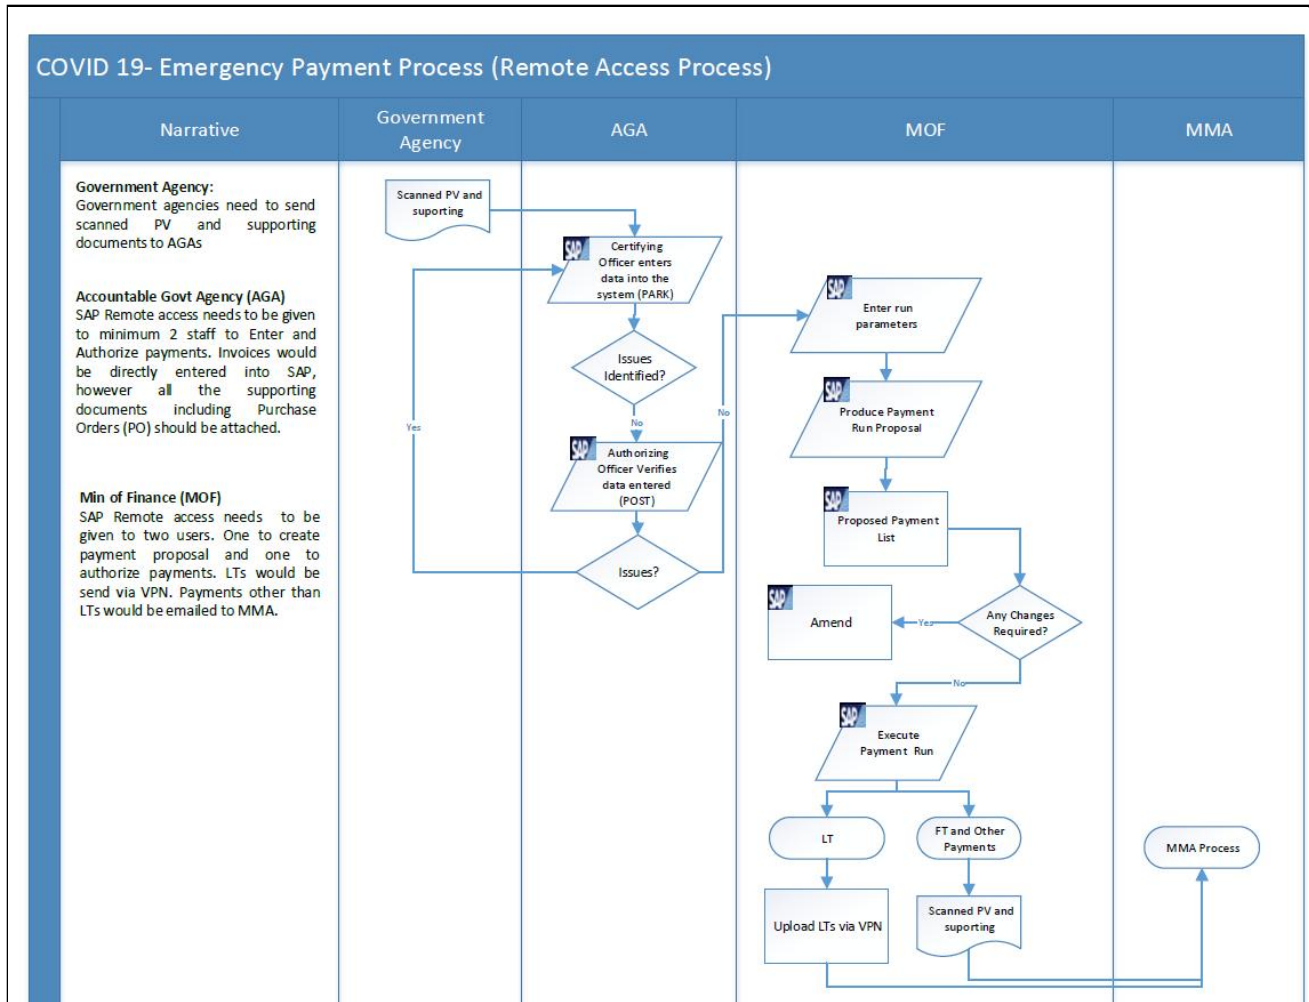 COVID 19- Emergency Payment Process (Remote Access Process)
Narrative
Government
Agency
AGA
MOF
MMA
Government Agency:
Government agencies need to send
scanned PV and supporting
documents to AGAs
Accountable Govt Agency (AGA)
SAP Remote access needs to be given
to minimum 2 staff to Enter and
Authorize payments. Invoices would
be directly entered into SAP,
however all the supporting
documents including Purchase
Orders (PO) should be attached.
Min of Finance (MOF)
SAP Remote access needs to be
given to two users. One to create
payment proposal and one to
authorize payments. LTs would be
send via VPN. Payments other than
LTs would be emailed to MMA.
Scanned PV and
suporting
SAP
Certifying
Officer enters
data into the
system (PARK)
Issues
Identified?
No
Yes
SAP
Authorizing
Officer Verifies
data entered
(POST)
Issues?
No
SAP
Enter run
parameters
SAP
Produce Payment
Run Proposal
SAP
Proposed Payment
List
Any Changes
Required?
Yes
SAP
Amend
No
SAP
Execute
Payment Run
LT
FT and Other
Payments
Upload LTs via VPN
Scanned PV and
suporting
MMA Process